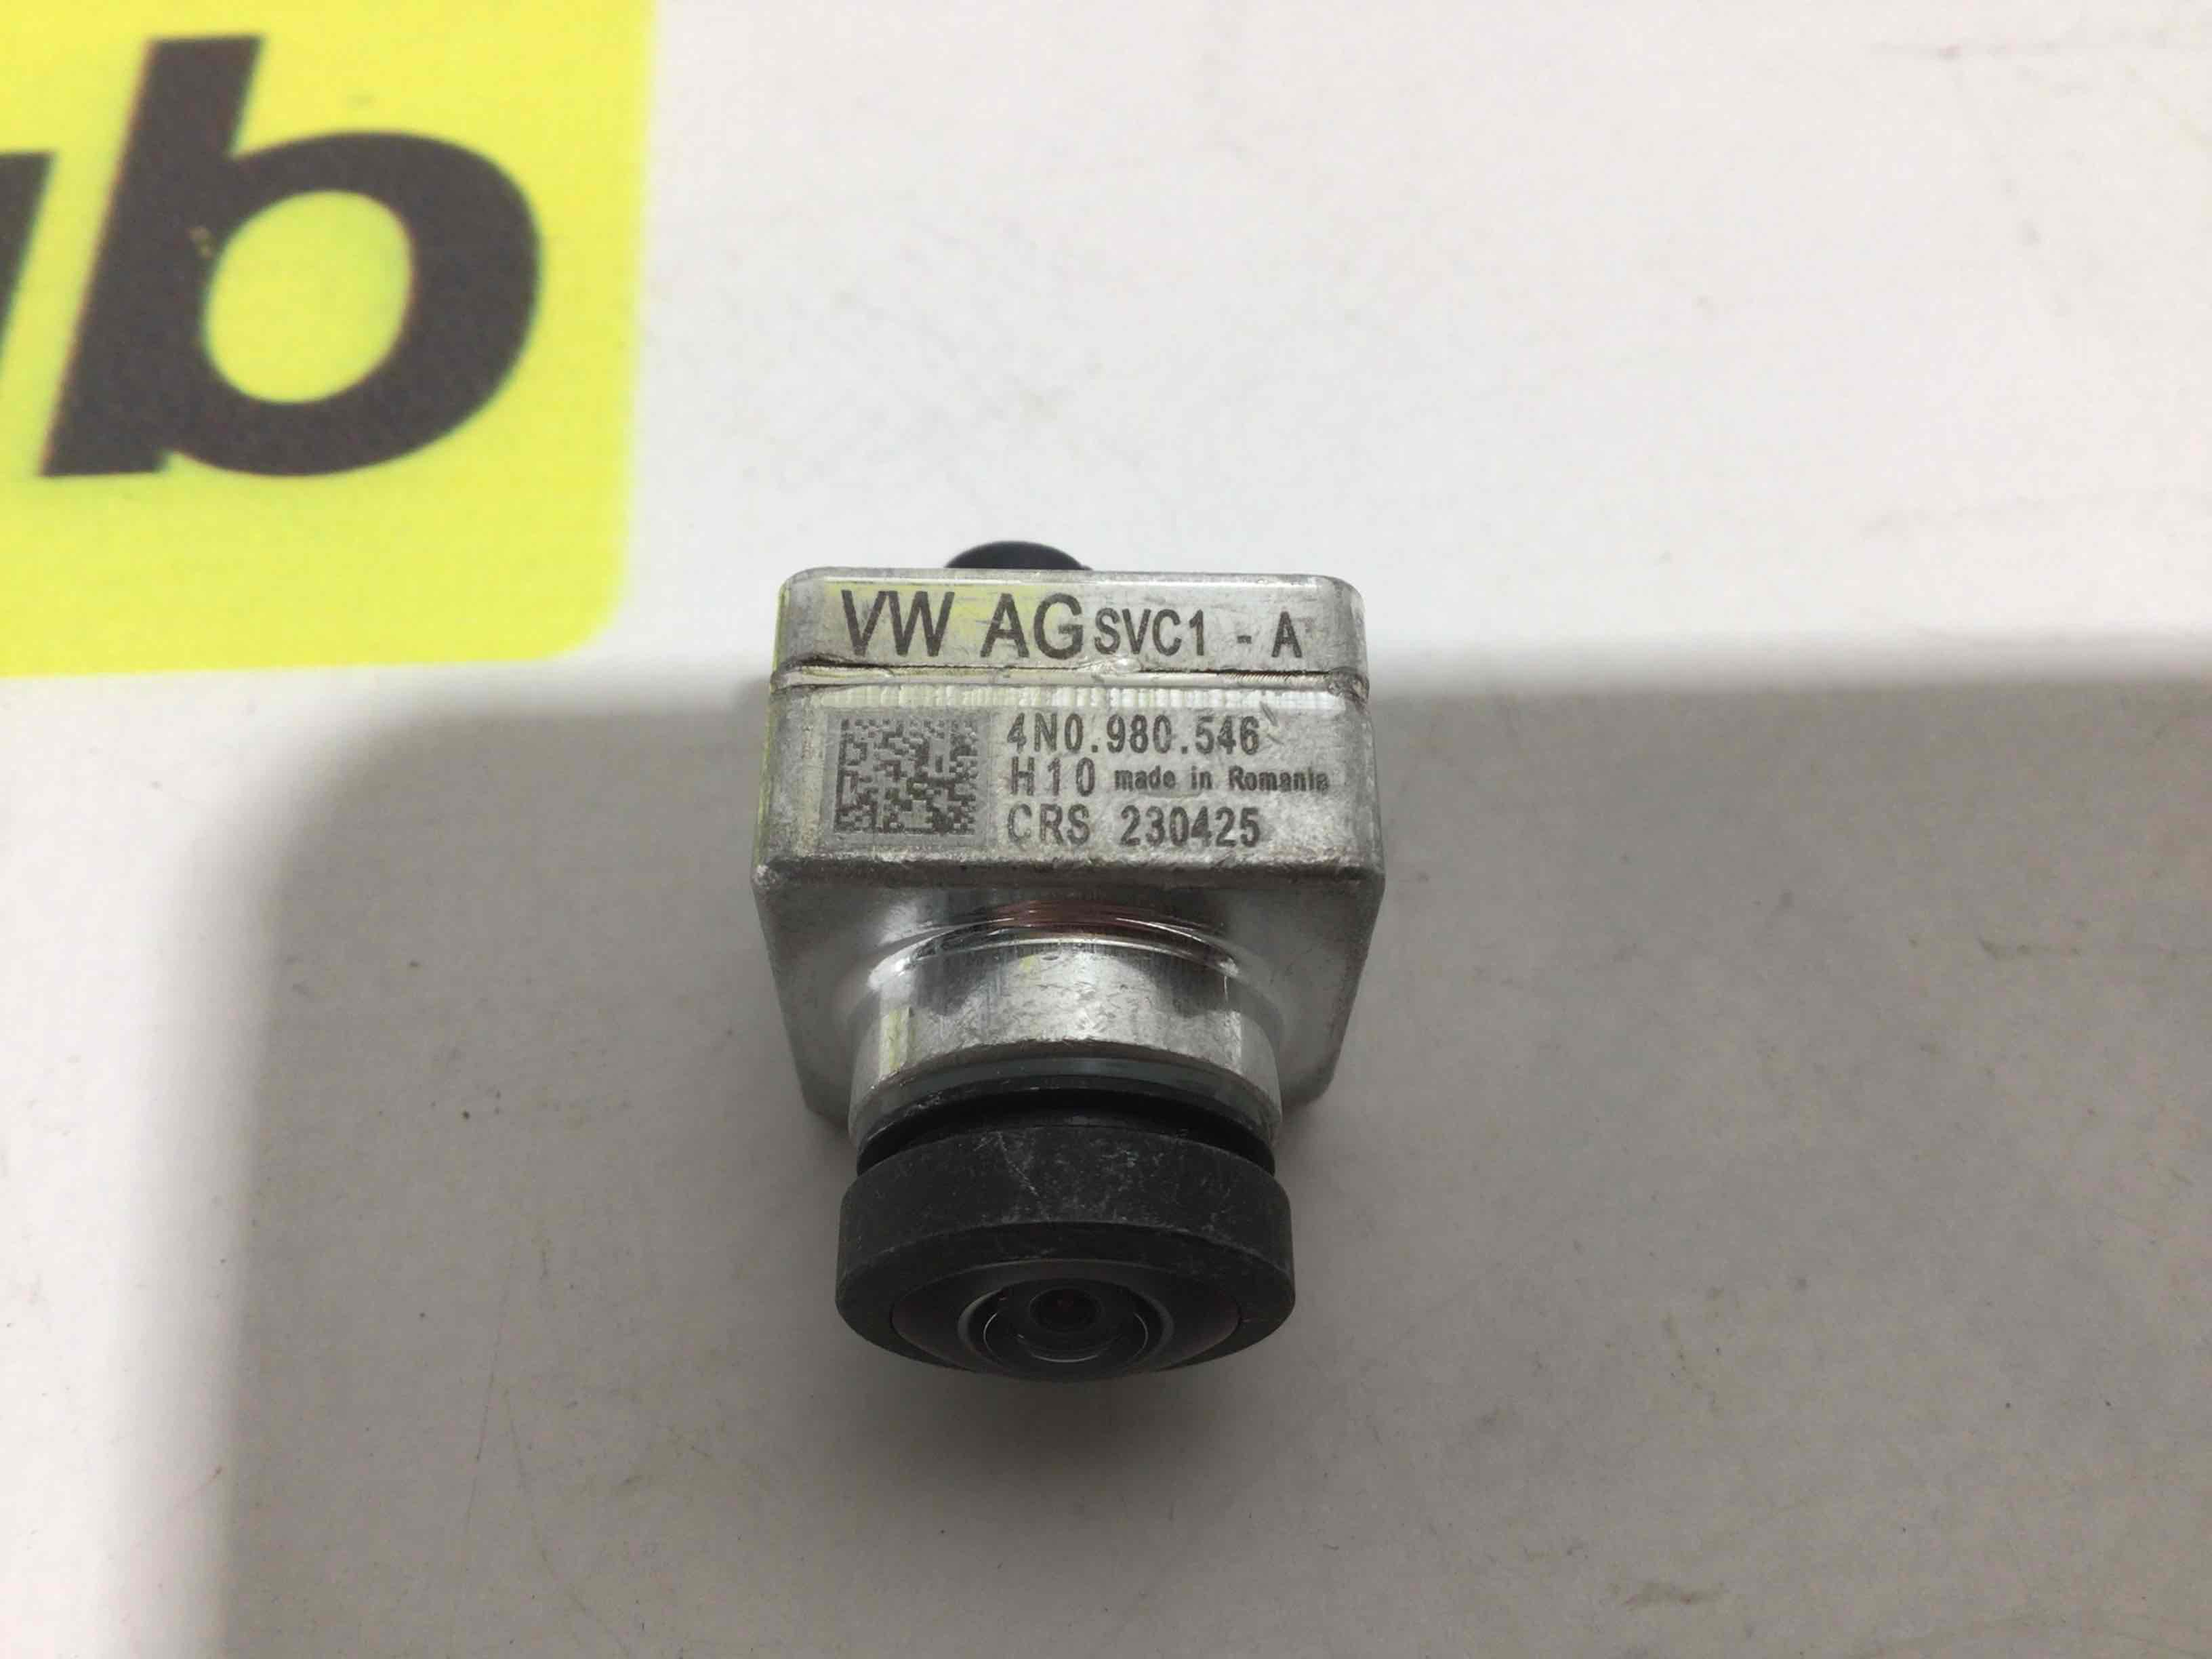 b
VW AG SVC1 - A
4N0.980.546
H10 made in Romania
CRS 230425